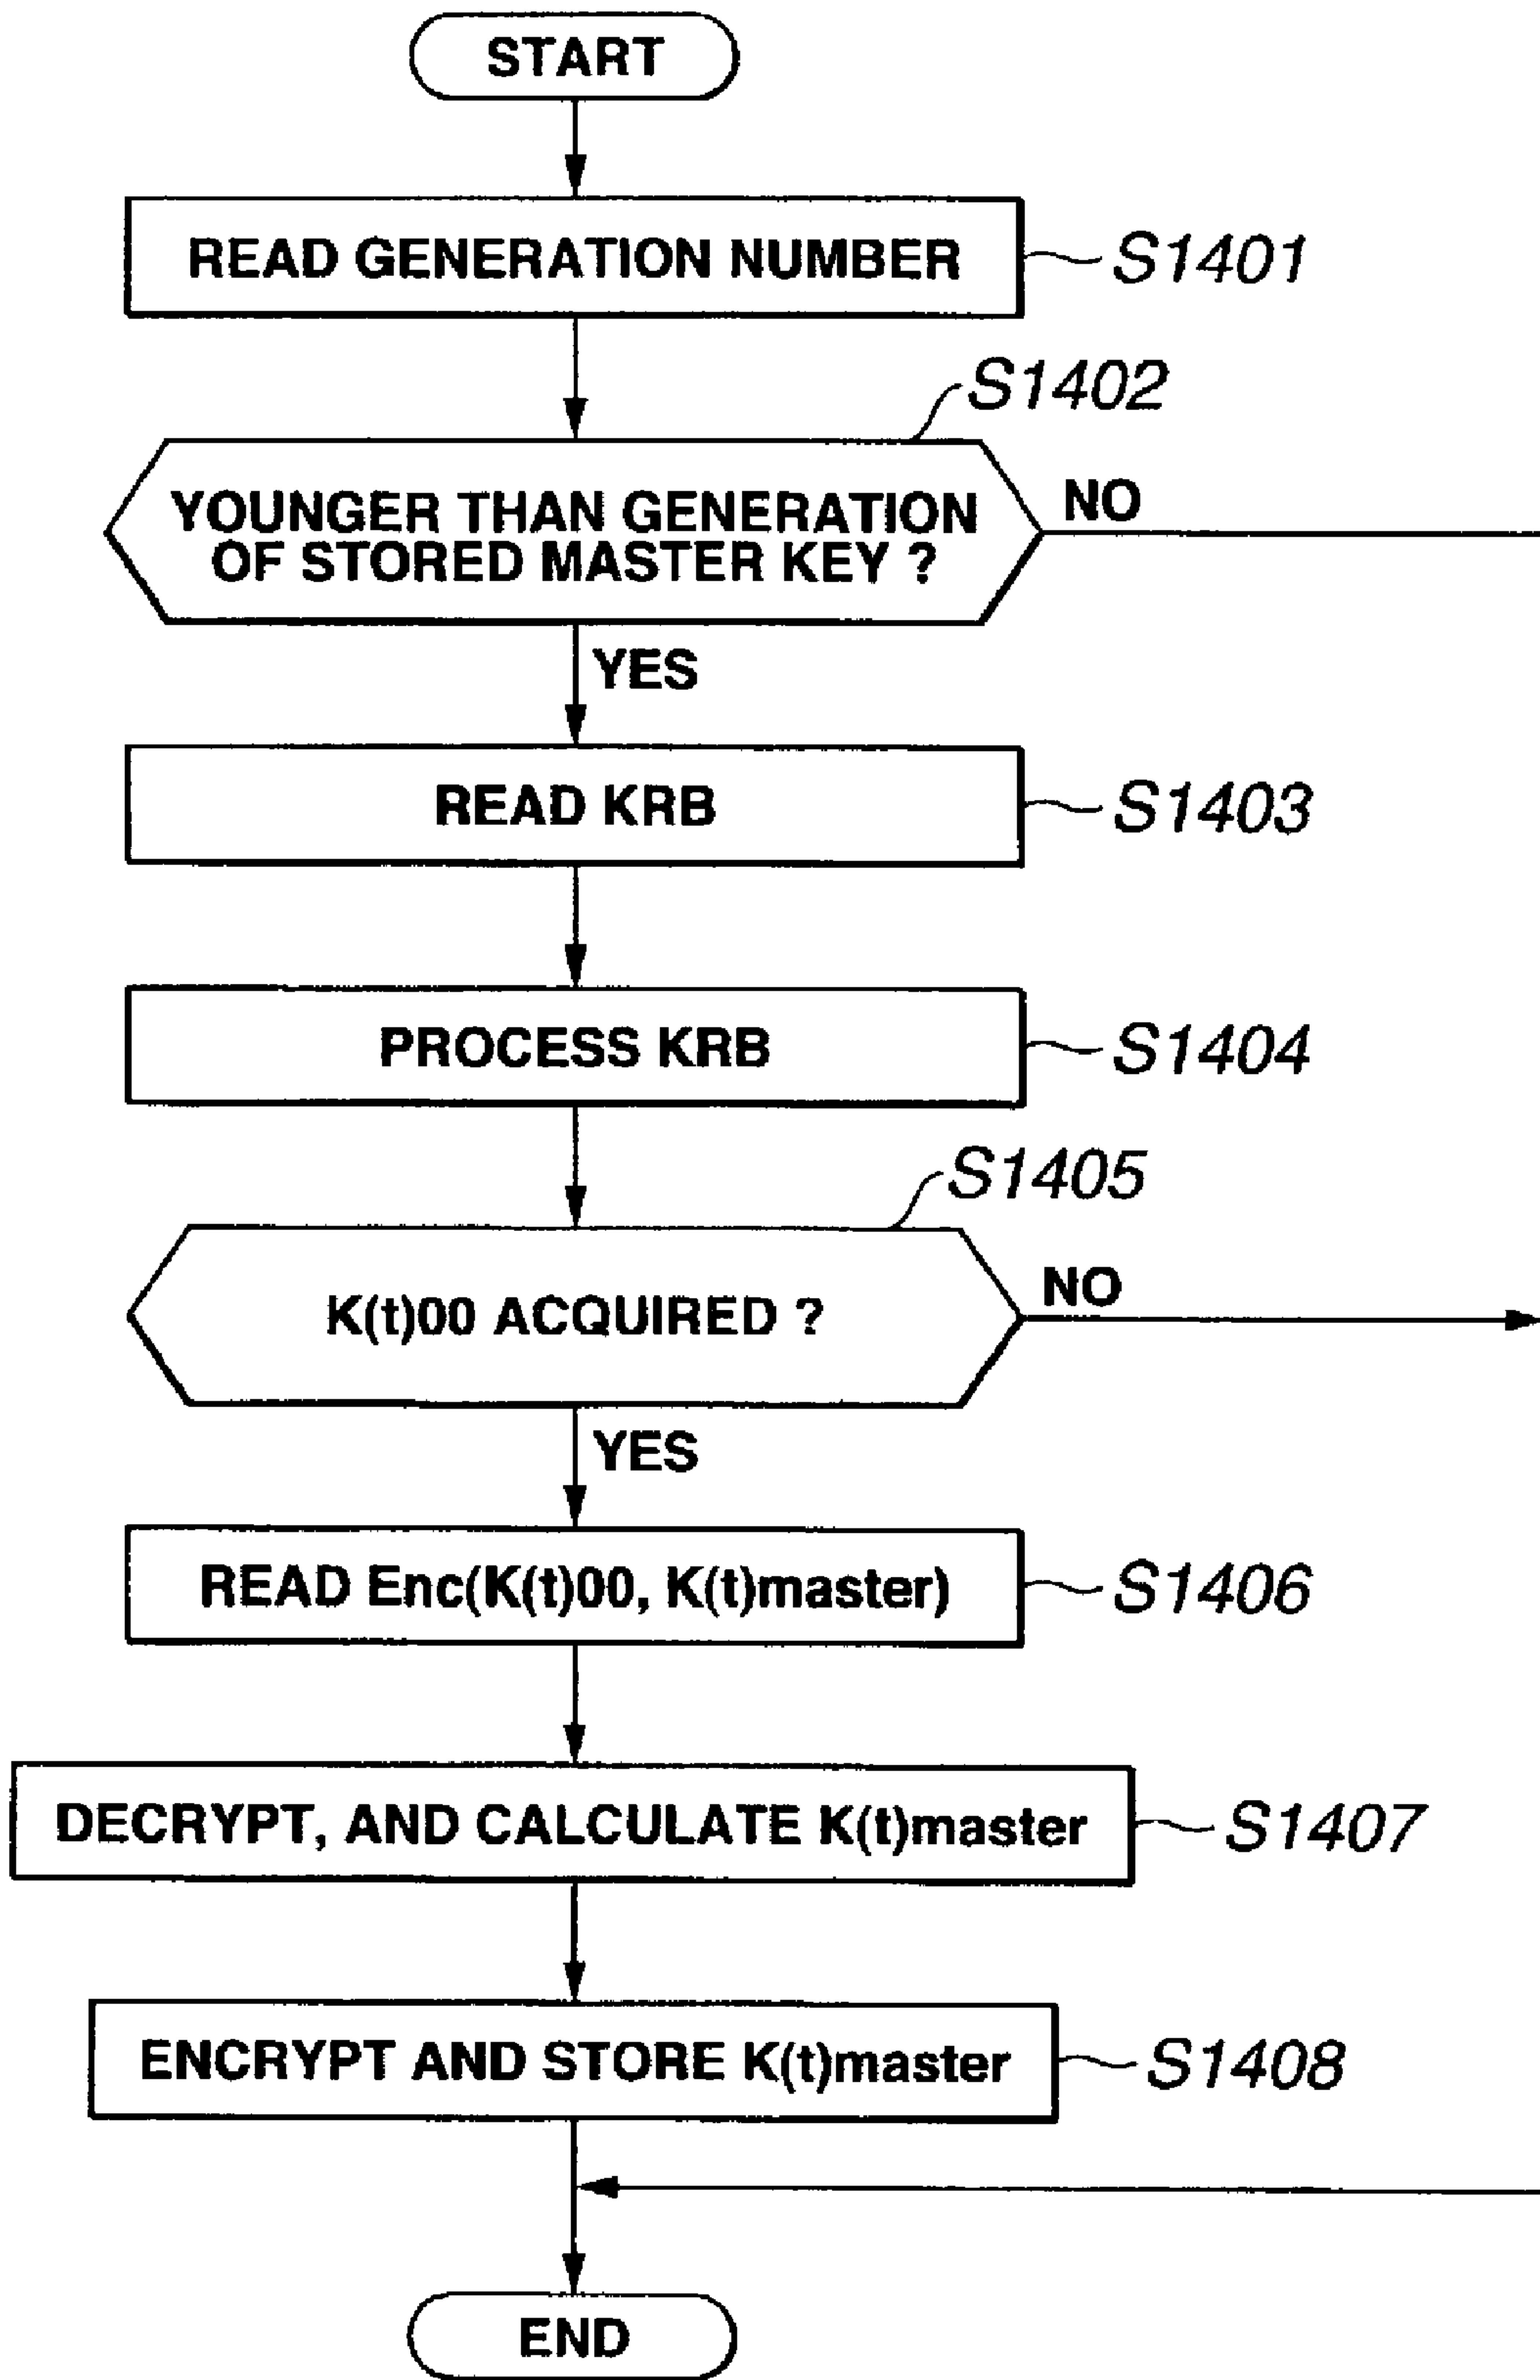 START
READ GENERATION NUMBER
S1401
S1402
YOUNGER THAN GENERATION
OF STORED MASTER KEY ?
NO
YES
READ KRB
S1403
PROCESS KRB
S1404
S1405
K(t)00 ACQUIRED ?
NO
YES
READ Enc(K(t)00, K(t)master)
S1406
DECRYPT, AND CALCULATE K(t)master
S1407
ENCRYPT AND STORE K(t)master
S1408
END